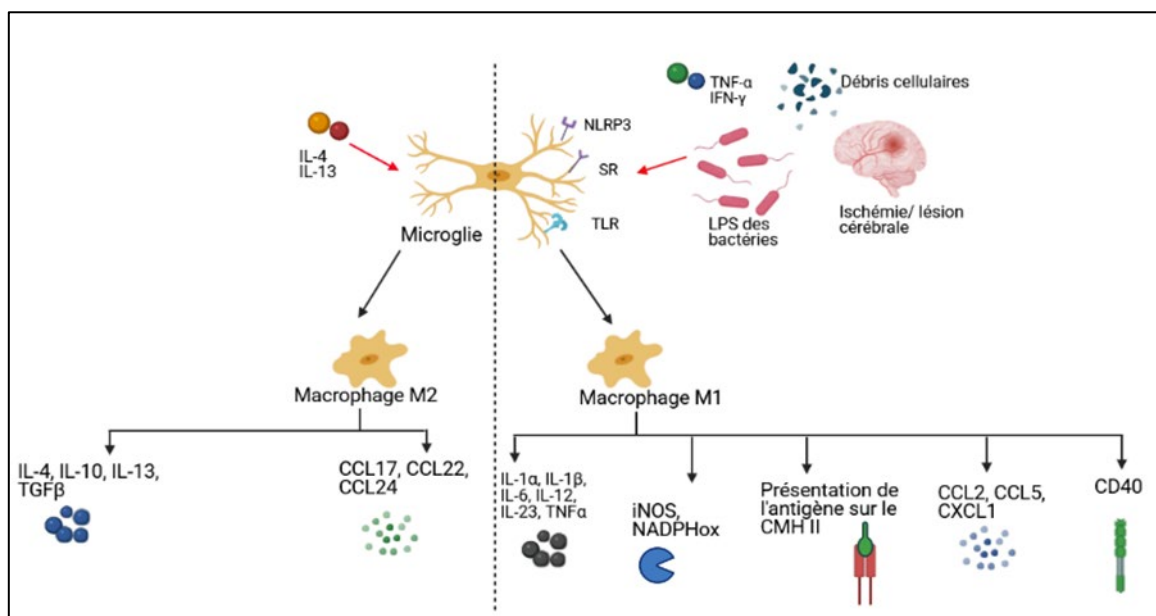 TNF-α
IFN-γ
Débris cellulaires
NLRP3
IL-4
IL-13
SR
LPS des
bactéries
Ischémie/ lésion
cérébrale
TLR
Microglie
Macrophage M2
Macrophage M1
IL-4, IL-10, IL-13,
TGFβ
CCL17, CCL22,
CCL24
IL-1α, IL-1β,
IL-6, IL-12,
IL-23, TNFα
iNOS,
NADPHox
Présentation de
l'antigène sur le
CMH II
CCL2, CCL5,
CXCL1
CD40